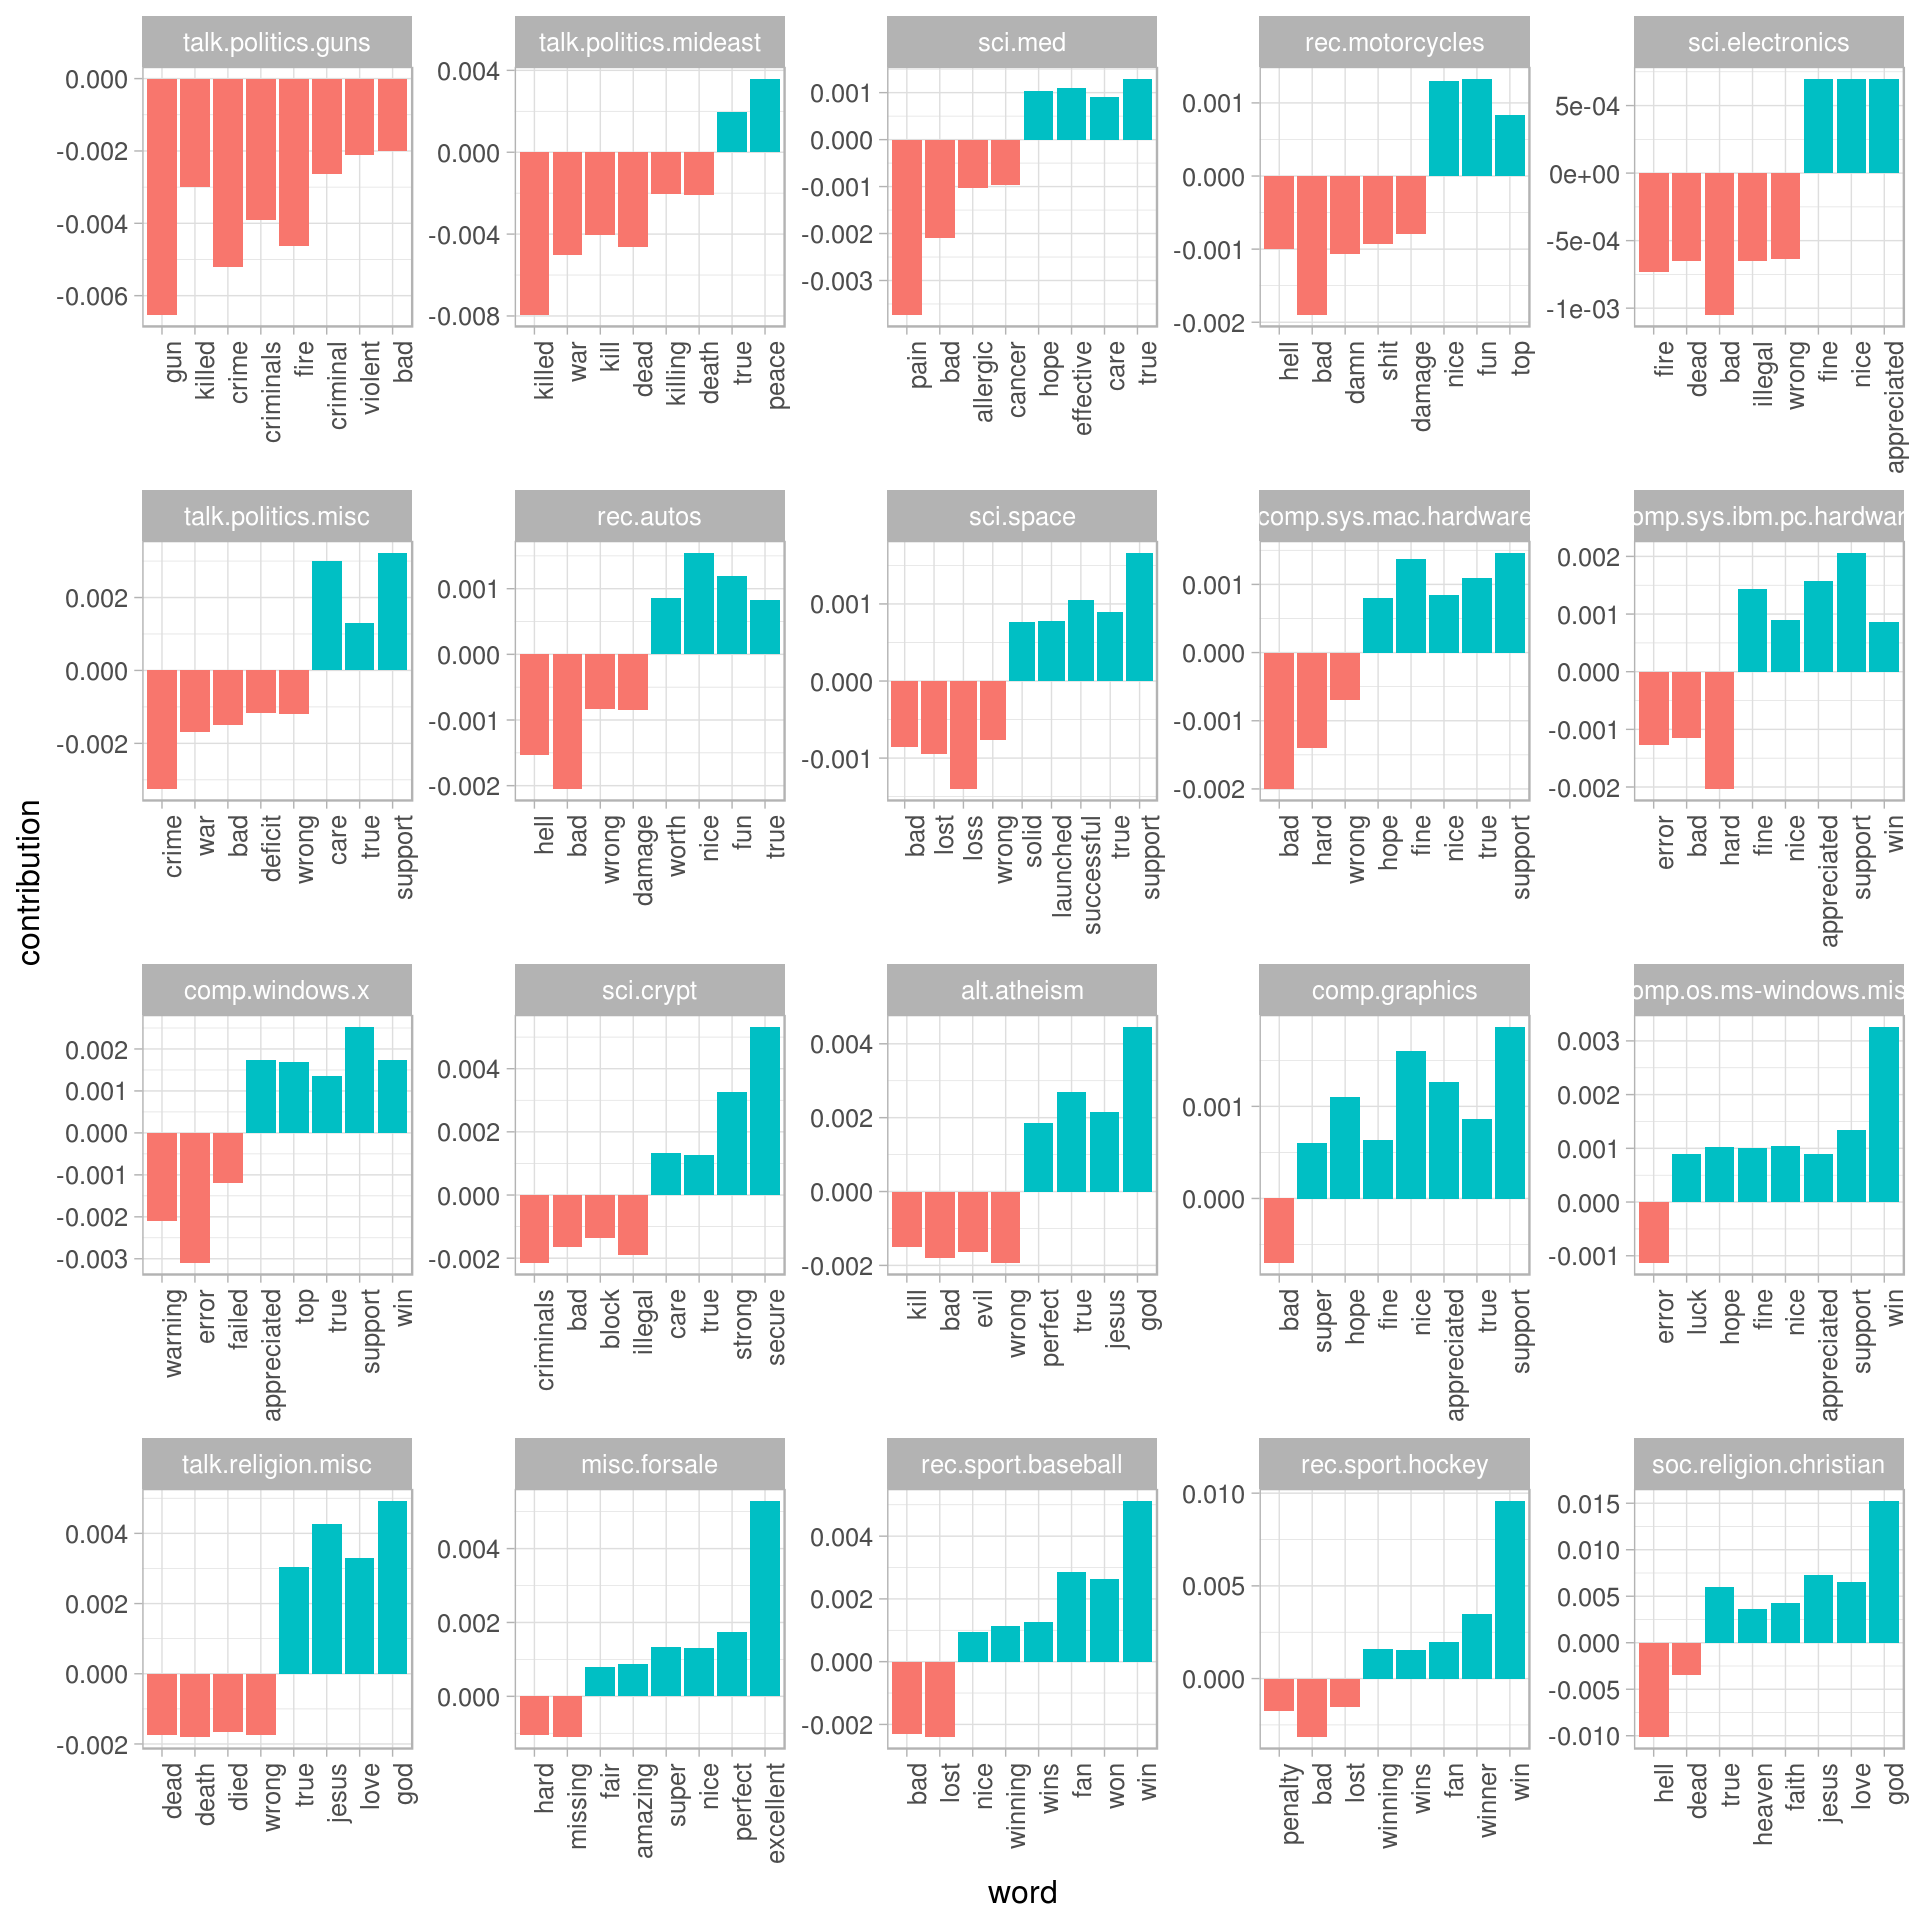 talk.politics.guns
talk.politics.mideast
sci.med
rec.motorcycles
sci.electronics
0.000
-0.002
-0.004
-0.006
0.004
0.000
-0.004
-0.008
0.001
0.000
-0.001
-0.002
-0.003
0.001
0.000
-0.001
-0.002
5e-04
0e+00
-5e-04
-1e-03
gun
killed
crime
criminals
fire
criminal
violent
bad
killed
war
kill
dead
killing
death
true
peace
pain
bad
allergic
cancer
hope
effective
care
true
hell
bad
damn
shit
damage
nice
fun
top
fire
dead
bad
illegal
wrong
fine
nice
appreciated
talk.politics.misc
rec.autos
sci.space
comp.sys.mac.hardware
omp.sys.ibm.pc.hardwar
0.002
0.000
-0.002
0.001
0.000
-0.001
-0.002
0.001
0.000
-0.001
0.001
0.000
-0.001
-0.002
0.002
0.001
0.000
-0.001
-0.002
crime
war
bad
deficit
wrong
care
true
support
hell
bad
wrong
damage
worth
nice
fun
true
bad
lost
loss
wrong
solid
launched
successful
true
support
bad
hard
wrong
hope
fine
nice
true
support
error
bad
hard
fine
nice
appreciated
support
win
contribution
comp.windows.x
sci.crypt
alt.atheism
comp.graphics
omp.os.ms-windows.mis
0.002
0.001
0.000
-0.001
-0.002
-0.003
0.004
0.002
0.000
-0.002
0.004
0.002
0.000
-0.002
0.001
0.000
0.003
0.002
0.001
0.000
-0.001
warning
error
failed
appreciated
top
true
support
win
criminals
bad
block
illegal
care
true
strong
secure
kill
bad
evil
wrong
perfect
true
jesus
god
bad
super
hope
fine
nice
appreciated
true
support
error
luck
hope
fine
nice
appreciated
support
win
talk.religion.misc
misc.forsale
rec.sport.baseball
rec.sport.hockey
soc.religion.christian
0.004
0.002
0.000
-0.002
0.004
0.002
0.000
0.004
0.002
0.000
-0.002
0.010
0.005
0.000
0.015
0.010
0.005
0.000
-0.005
-0.010
dead
death
died
wrong
true
jesus
love
god
hard
missing
fair
amazing
super
nice
perfect
excellent
bad
lost
nice
winning
wins
fan
won
win
penalty
bad
lost
winning
wins
fan
winner
win
hell
dead
true
heaven
faith
jesus
love
god
word